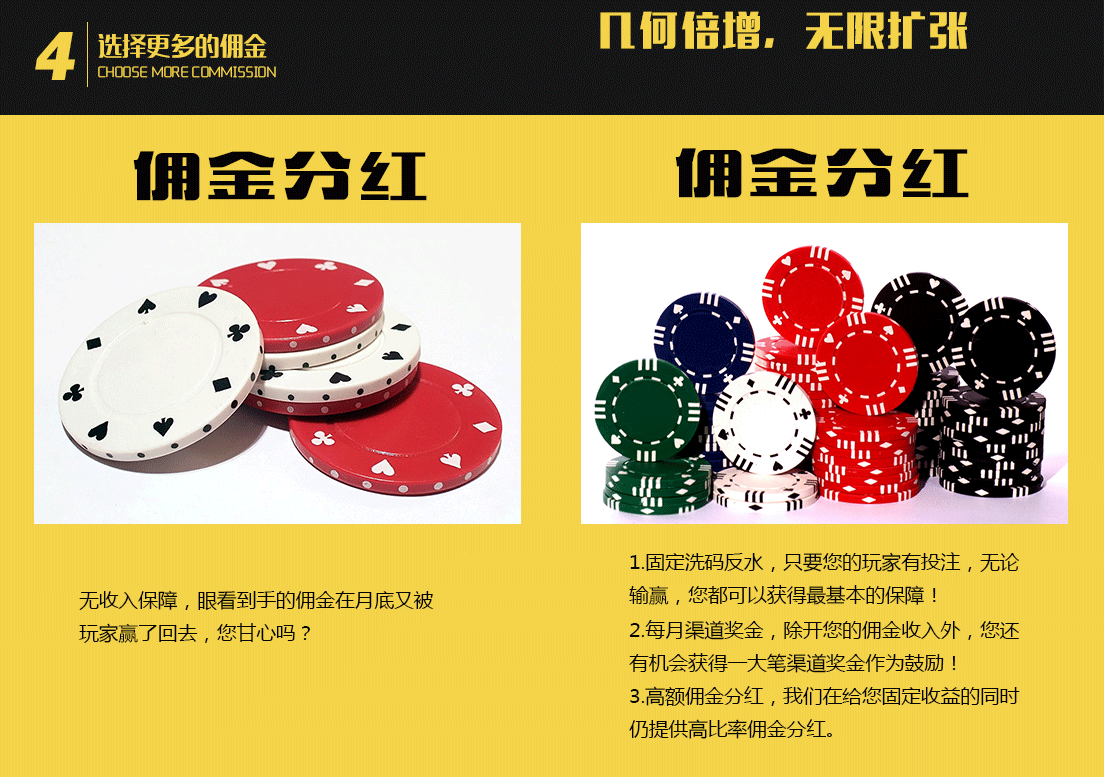 4
选择更多的佣金
CHOOSE MORE COMMISSION
几何倍增,无限扩张
佣金分红
无收入保障，眼看到手的佣金在月底又被
玩家赢了回去，您甘心吗？
佣金分红
1.固定洗码反水，只要您的玩家有投注，无论
输赢，您都可以获得最基本的保障！
2.每月渠道奖金，除开您的佣金收入外，您还
有机会获得一大笔渠道奖金作为鼓励！
3.高额佣金分红，我们在给您固定收益的同时
仍提供高比率佣金分红。